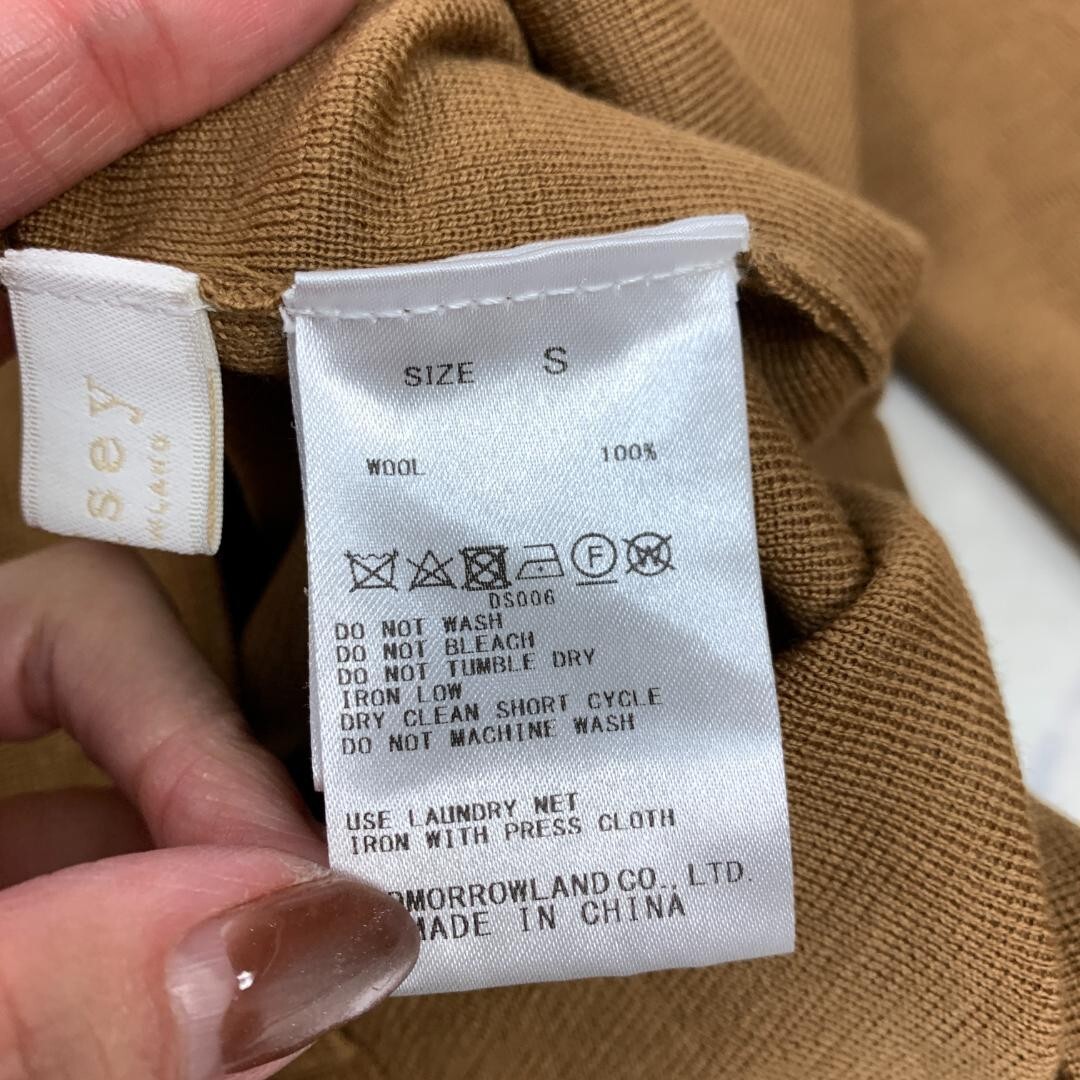 sey
SIZE S
WOOL 100%
F W
DS006
DO NOT WASH
DO NOT BLEACH
DO NOT TUMBLE DRY
IRON LOW
DRY CLEAN SHORT CYCLE
DO NOT MACHINE WASH
USE LAUNDRY NET
IRON WITH PRESS CLOTH
OMORROWLAND CO., LTD.
MADE IN CHINA